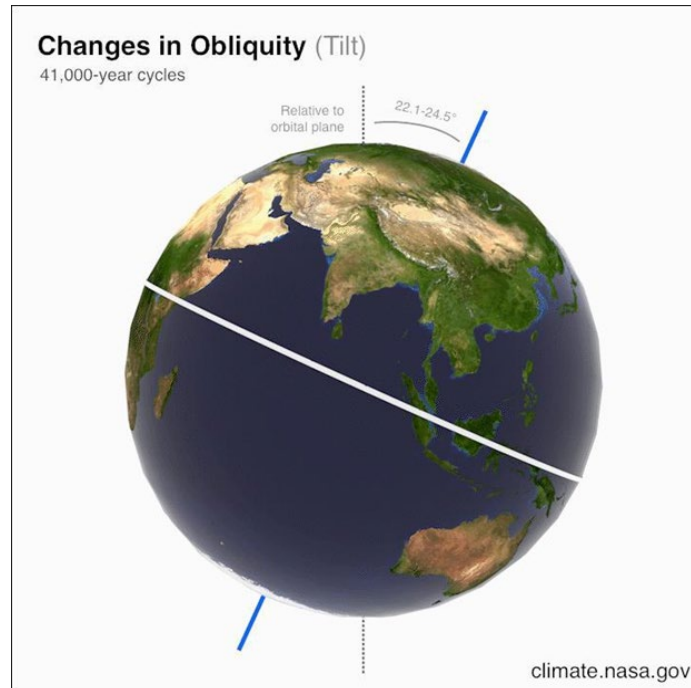 Changes in Obliquity (Tilt)
41,000-year cycles
Relative to
orbital plane
22.1-24.5°
climate.nasa.gov